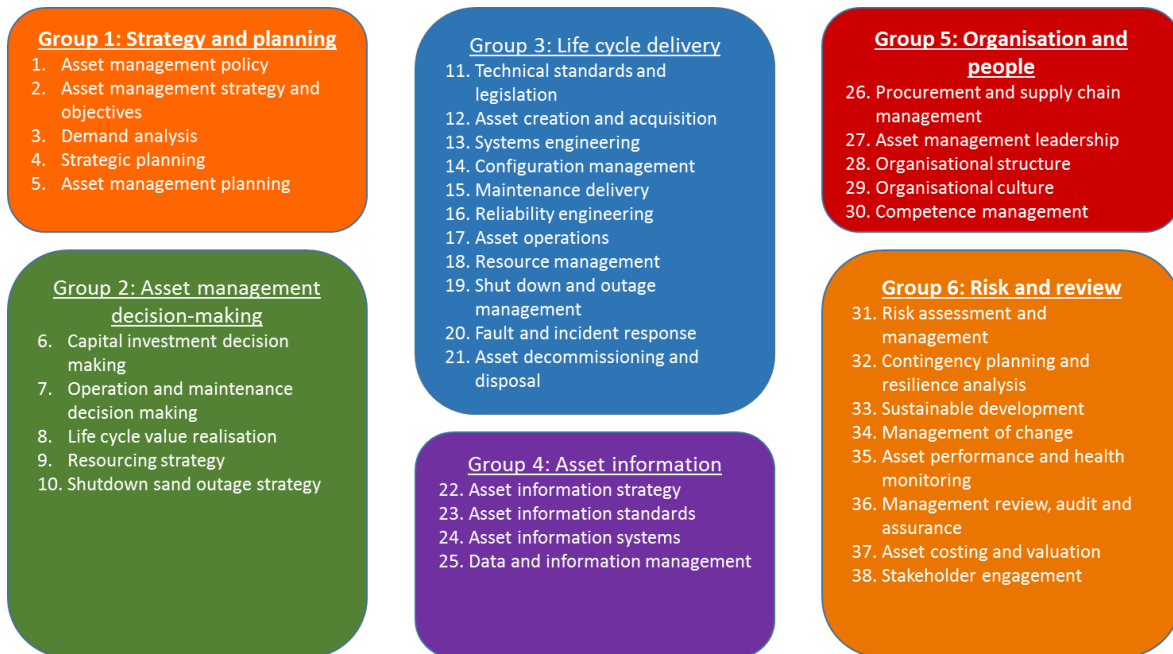 Group 1: Strategy and planning
1. Asset management policy
2. Asset management strategy and
objectives
3. Demand analysis
4. Strategic planning
5. Asset management planning
Group 2: Asset management
decision-making
6. Capital investment decision
making
7. Operation and maintenance
decision making
8. Life cycle value realisation
9. Resourcing strategy
10. Shutdown sand outage strategy
Group 3: Life cycle delivery
11. Technical standards and
legislation
12. Asset creation and acquisition
13. Systems engineering
14. Configuration management
15. Maintenance delivery
16. Reliability engineering
17. Asset operations
18. Resource management
19. Shut down and outage
management
20. Fault and incident response
21. Asset decommissioning and
disposal
Group 4: Asset information
22. Asset information strategy
23. Asset information standards
24. Asset information systems
25. Data and information management
Group 5: Organisation and
people
26. Procurement and supply chain
management
27. Asset management leadership
28. Organisational structure
29. Organisational culture
30. Competence management
Group 6: Risk and review
31. Risk assessment and
management
32. Contingency planning and
resilience analysis
33. Sustainable development
34. Management of change
35. Asset performance and health
monitoring
36. Management review, audit and
assurance
37. Asset costing and valuation
38. Stakeholder engagement